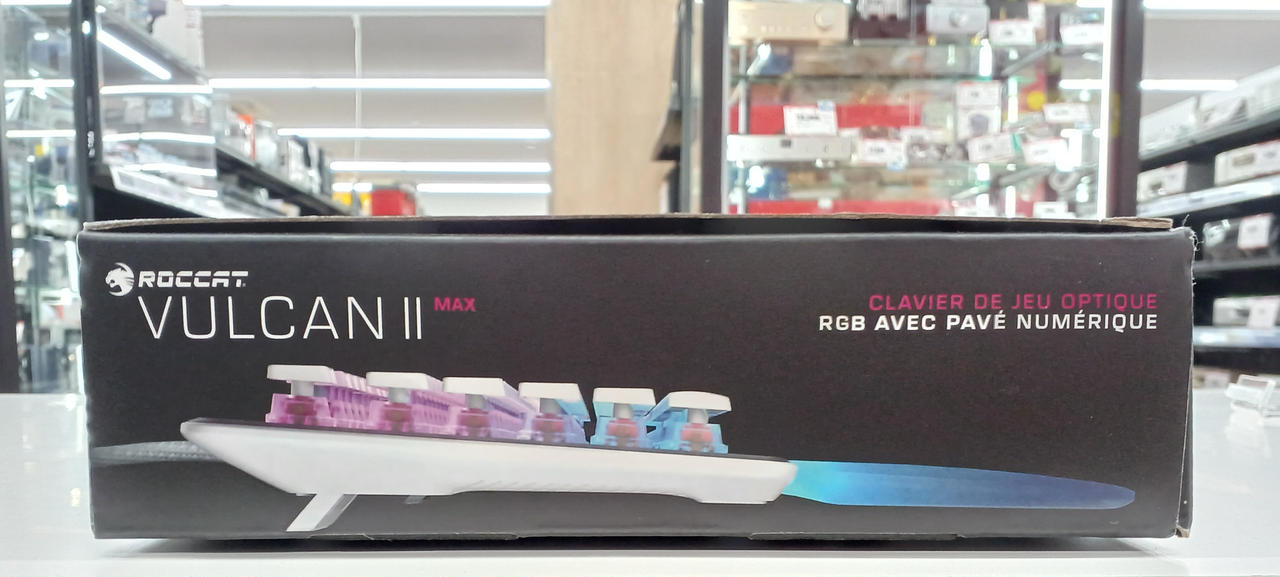 ROCCAT
VULCAN II MAX
CLAVIER DE JEU OPTIQUE
RGB AVEC PAVÉ NUMÉRIQUE